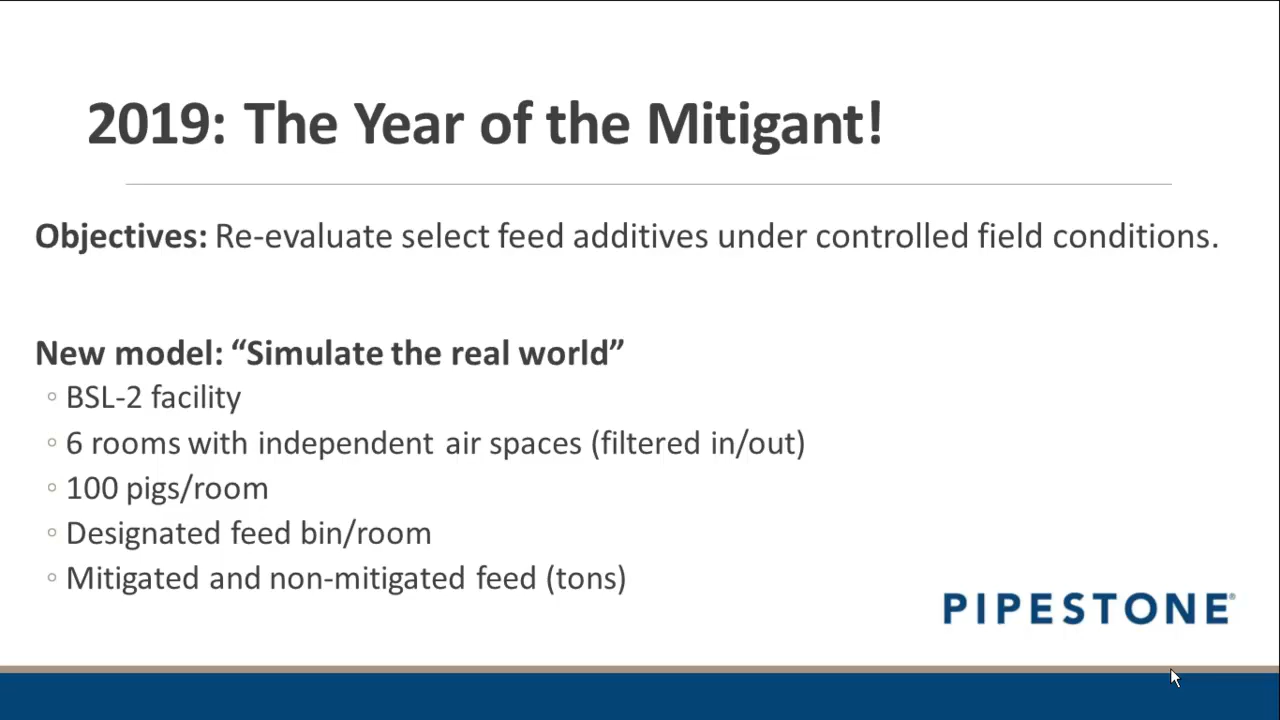 2019: The Year of the Mitigant!
Objectives: Re-evaluate select feed additives under controlled field conditions.
New model: “Simulate the real world”
◦ BSL-2 facility
◦ 6 rooms with independent air spaces (filtered in/out)
◦ 100 pigs/room
◦ Designated feed bin/room
◦ Mitigated and non-mitigated feed (tons)
PIPESTONE®